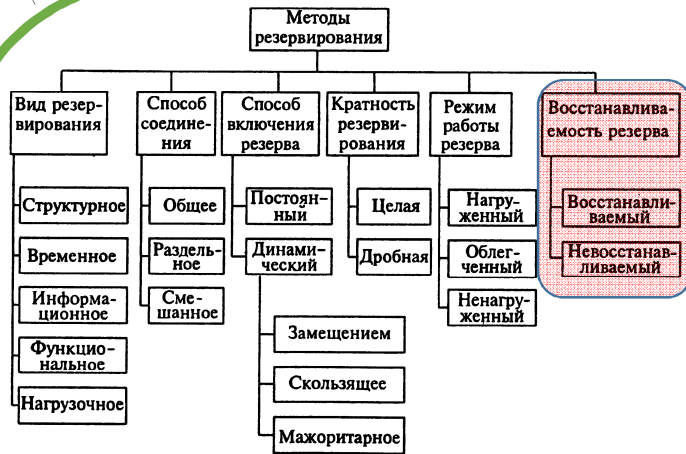 Методы
резервирования
Вид резер-
вирования
Структурное
Временное
Информа-
ционное
Функцио-
нальное
Нагрузочное
Способ
соедине-
ния
Общее
Раздель-
ное
Сме-
шанное
Способ
включения
резерва
Постоян-
ный
Динами-
ческий
Замещением
Скользящее
Мажоритарное
Кратность
резерви-
рования
Целая
Дробная
Режим
работы
резерва
Нагру-
женный
Облег-
ченный
Ненагру-
женный
Восстанавлива-
емость резерва
Восстанавли-
ваемый
Невосстанав-
ливаемый